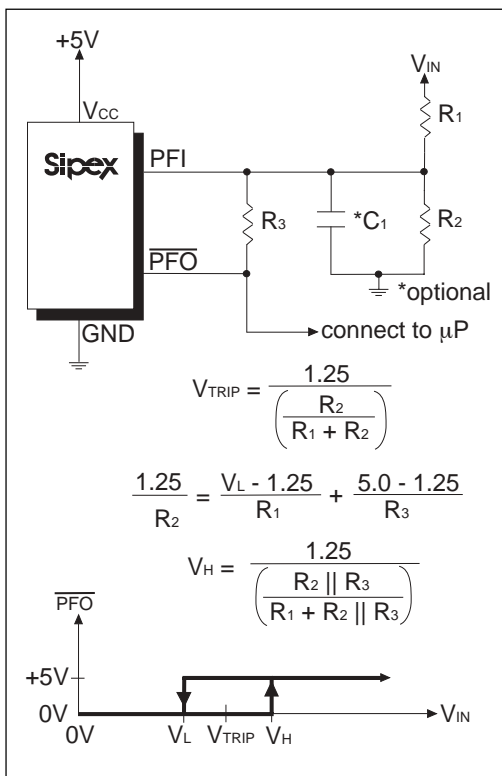 +5V
VIN
VCC
R1
Sipex
PFI
R3
*C1
R2
PFO
*optional
GND
connect to µP
VTRIP = 1.25 / (R2 / (R1 + R2))
1.25 / R2 = (VL - 1.25) / R1 + (5.0 - 1.25) / R3
VH = 1.25 / (R2 || R3 / (R1 + R2 || R3))
PFO
+5V
0V
0V
VL
VTRIP
VH
VIN